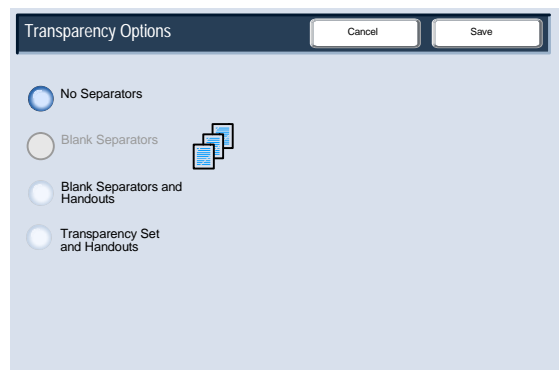 Transparency Options
Cancel
Save
No Separators
Blank Separators
Blank Separators and
Handouts
Transparency Set
and Handouts